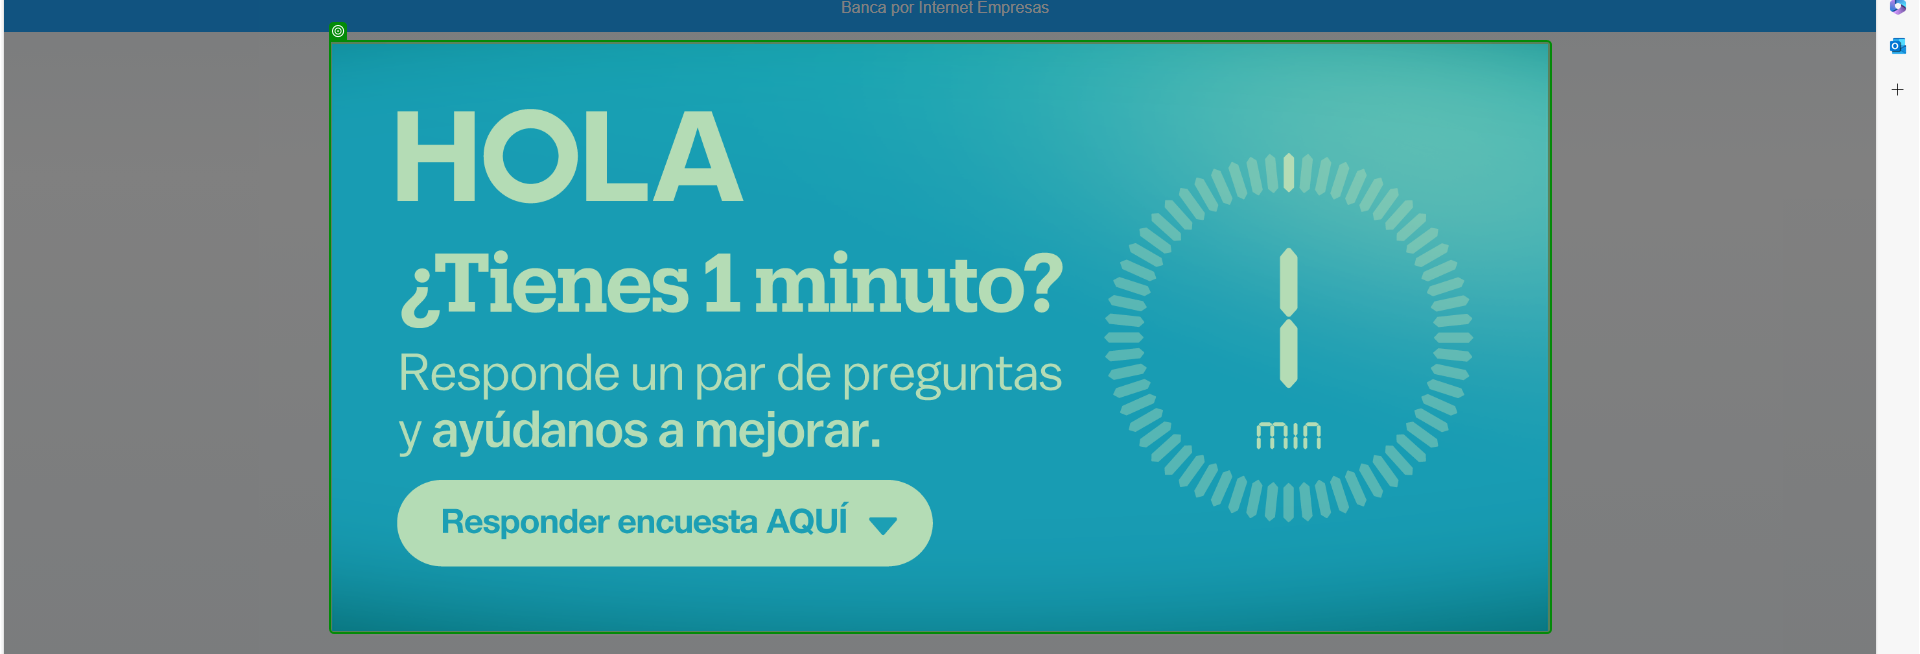 Banca por Internet Empresas
HOLA
¿Tienes 1 minuto?
Responde un par de preguntas
y ayúdanos a mejorar.
Responder encuesta AQUÍ
1
min